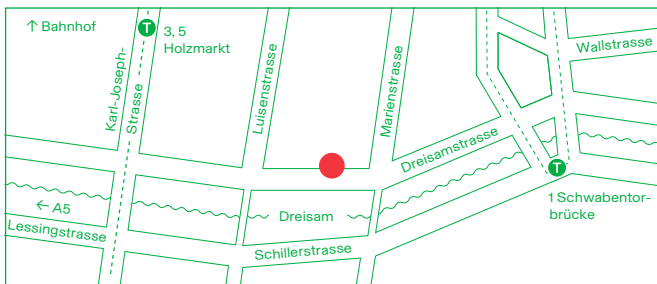 ↑ Bahnhof
T
3, 5
Holzmarkt
Karl-Joseph-
Strasse
Luisenstrasse
Marienstrasse
Wallstrasse
Dreisamstrasse
T
1 Schwabentor-
brücke
← A5
Lessingstrasse
Dreisam
Schillerstrasse